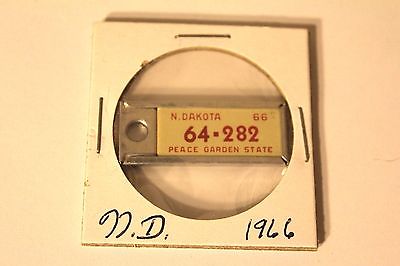 N. DAKOTA 66
64-282
PEACE GARDEN STATE
N.D. 1966